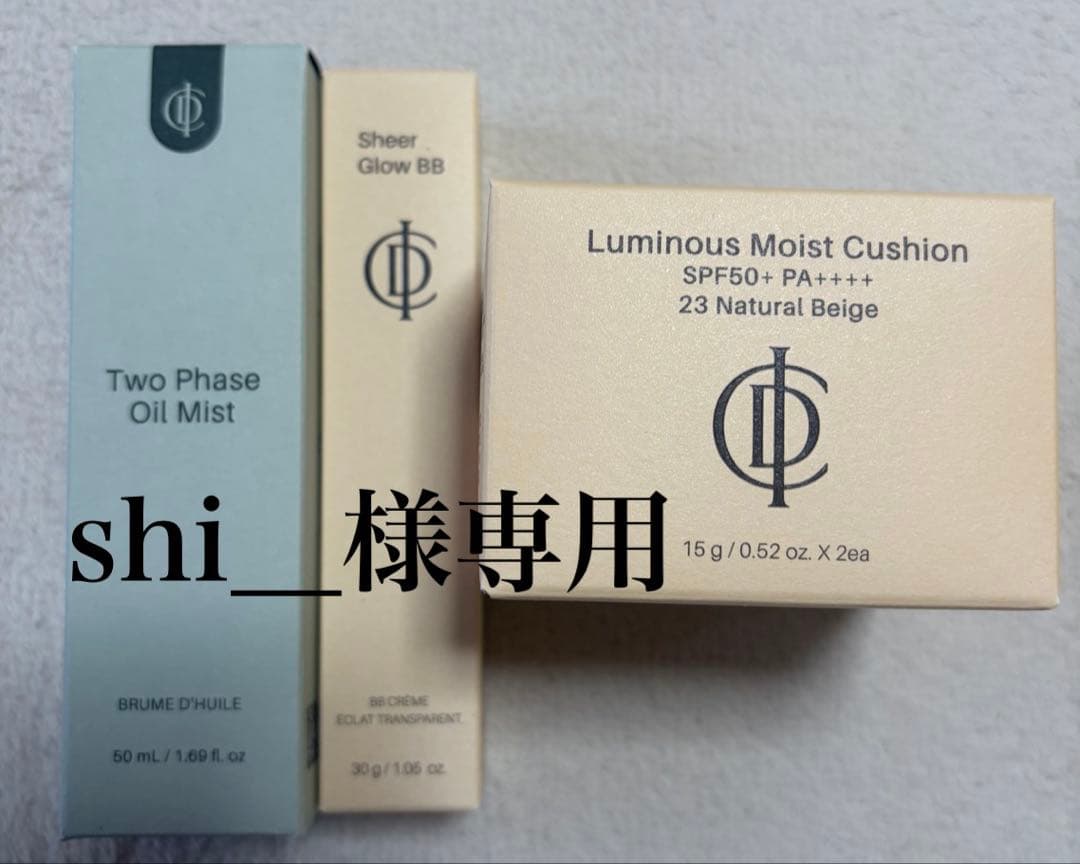 Two Phase
Oil Mist
BRUME D'HUILE
50 mL / 1.69 fl. oz
Sheer
Glow BB
BB CRÈME
ÉCLAT TRANSPARENT
30 g / 1.05 oz.
Luminous Moist Cushion
SPF50+ PA++++
23 Natural Beige
15 g / 0.52 oz. X 2ea
shi__様専用